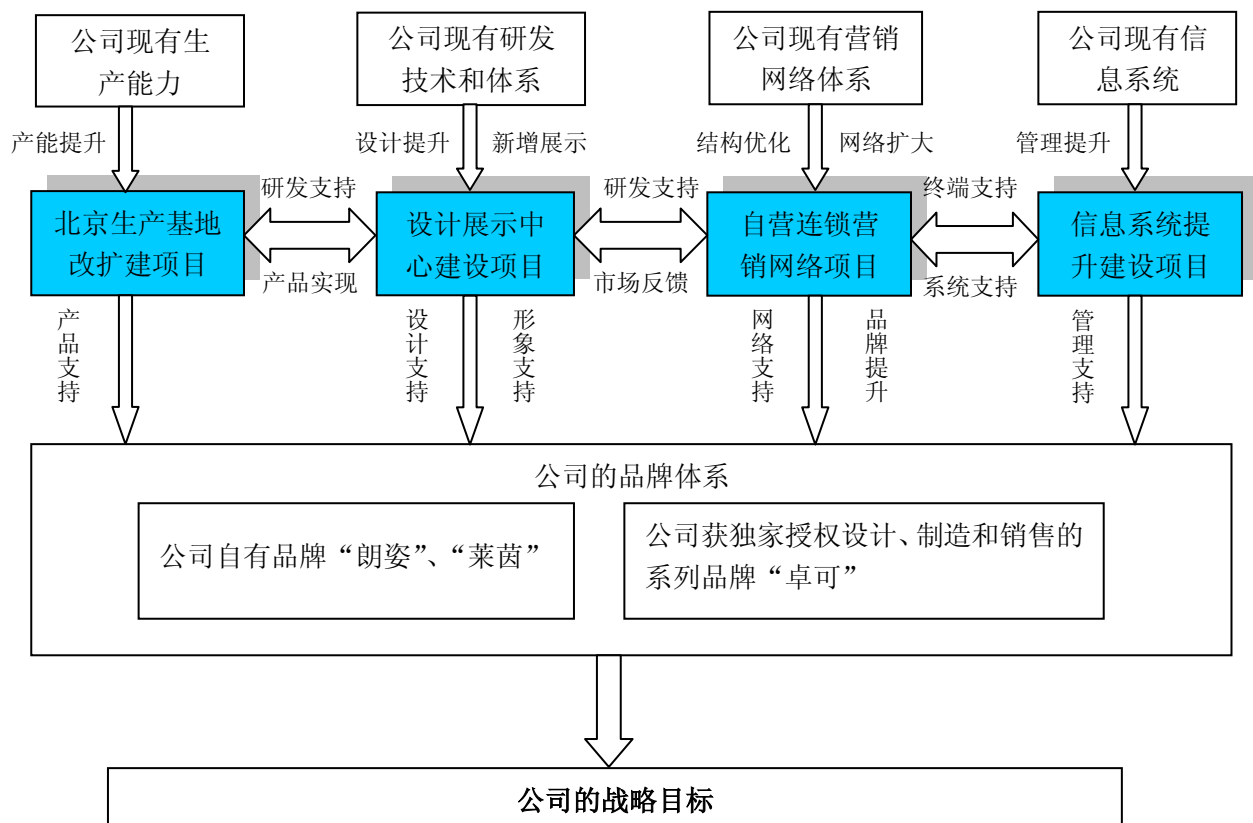 公司现有生
产能力
公司现有研发
技术和体系
公司现有营销
网络体系
公司现有信
息系统
产能提升
设计提升
新增展示
结构优化
网络扩大
管理提升
北京生产基地
改扩建项目
研发支持
产品实现
设计展示中
心建设项目
研发支持
市场反馈
自营连锁营
销网络项目
终端支持
系统支持
信息系统提
升建设项目
产品支持
设计支持
形象支持
网络支持
品牌提升
管理支持
公司的品牌体系
公司自有品牌“朗姿”、“莱茵”
公司获独家授权设计、制造和销售的
系列品牌“卓可”
公司的战略目标